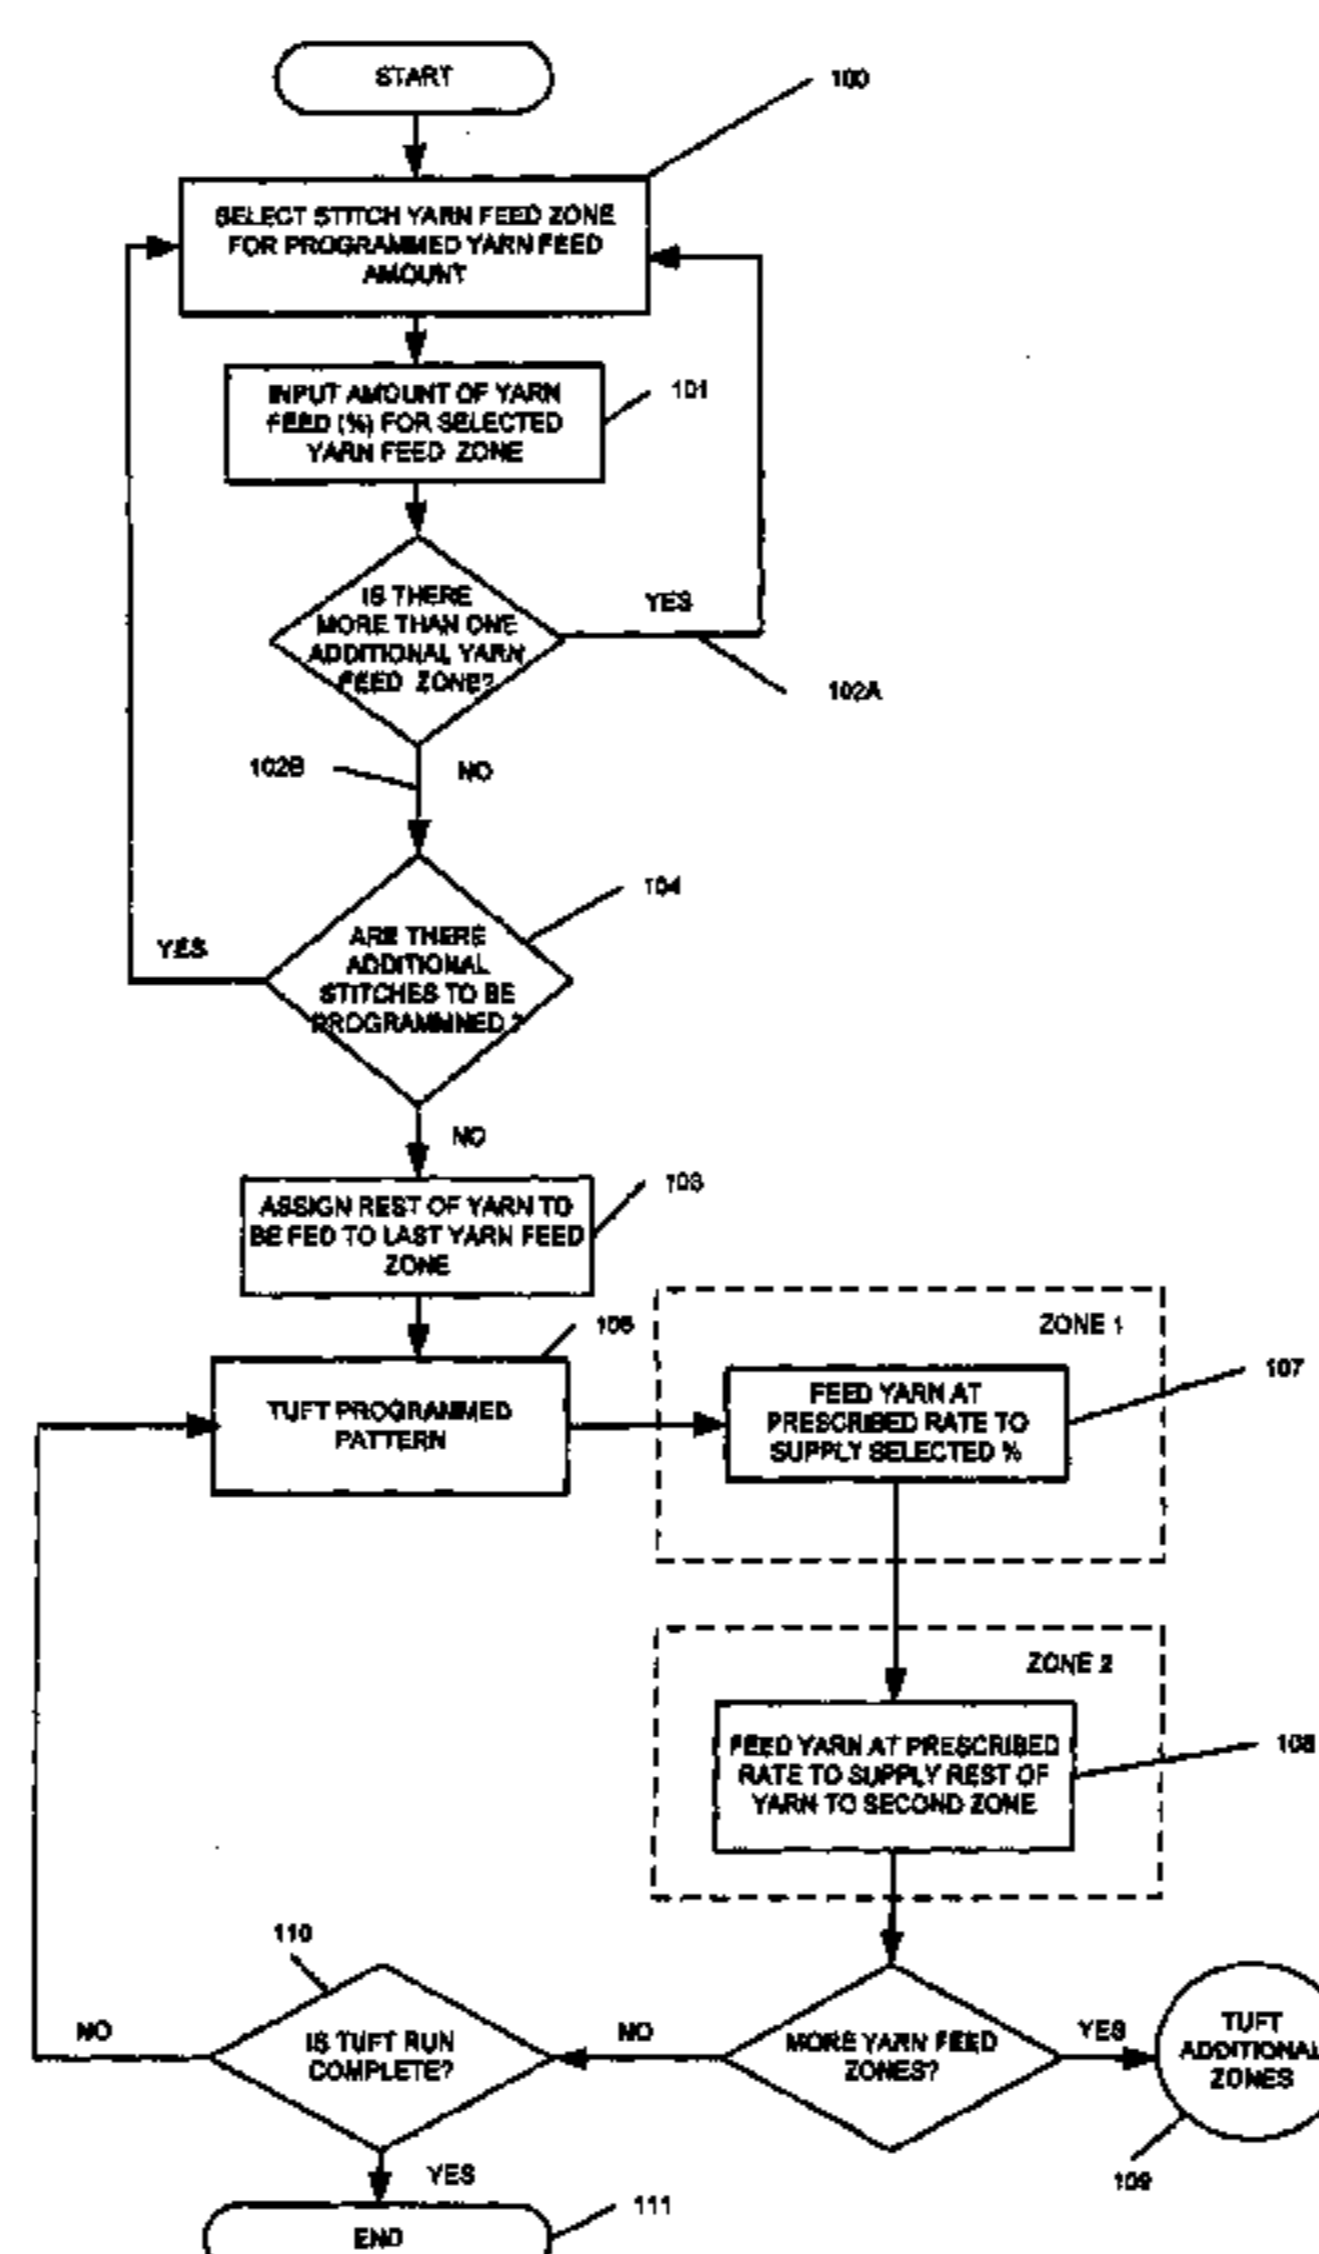 START
100
SELECT STITCH YARN FEED ZONE
FOR PROGRAMMED YARN FEED
AMOUNT
INPUT AMOUNT OF YARN
FEED (%) FOR SELECTED
YARN FEED ZONE
101
IS THERE
MORE THAN ONE
ADDITIONAL YARN
FEED ZONE?
YES
102A
102B
NO
104
ARE THERE
ADDITIONAL
STITCHES TO BE
PROGRAMMED ?
YES
NO
103
ASSIGN REST OF YARN TO
BE FED TO LAST YARN FEED
ZONE
TUFT PROGRAMMED
PATTERN
ZONE 1
FEED YARN AT
PRESCRIBED RATE TO
SUPPLY SELECTED %
107
ZONE 2
FEED YARN AT PRESCRIBED
RATE TO SUPPLY REST OF
YARN TO SECOND ZONE
108
110
IS TUFT RUN
COMPLETE?
NO
NO
MORE YARN FEED
ZONES?
YES
TUFT
ADDITIONAL
ZONES
109
YES
END
111